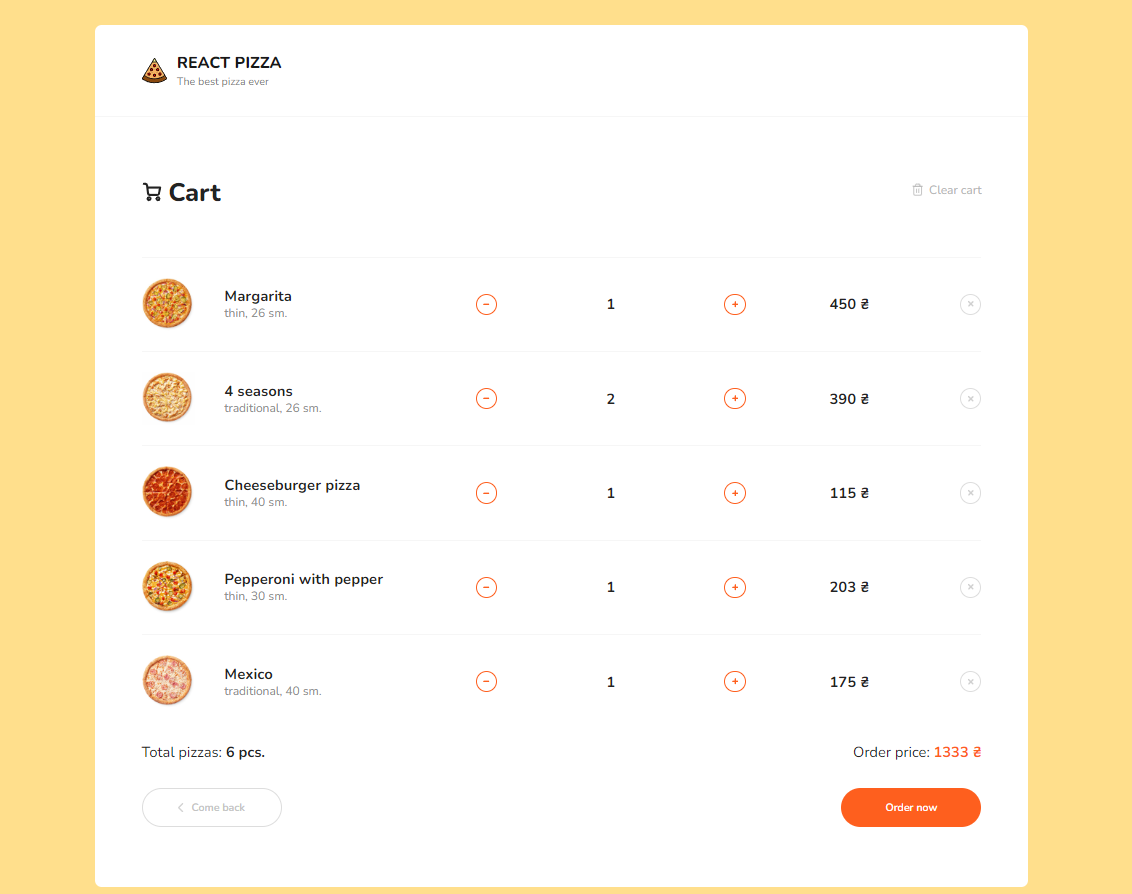 REACT PIZZA
The best pizza ever
Cart
Clear cart
Margarita
thin, 26 sm.
1
450 ₴
4 seasons
traditional, 26 sm.
2
390 ₴
Cheeseburger pizza
thin, 40 sm.
1
115 ₴
Pepperoni with pepper
thin, 30 sm.
1
203 ₴
Mexico
traditional, 40 sm.
1
175 ₴
Total pizzas: 6 pcs.
Order price: 1333 ₴
Come back
Order now